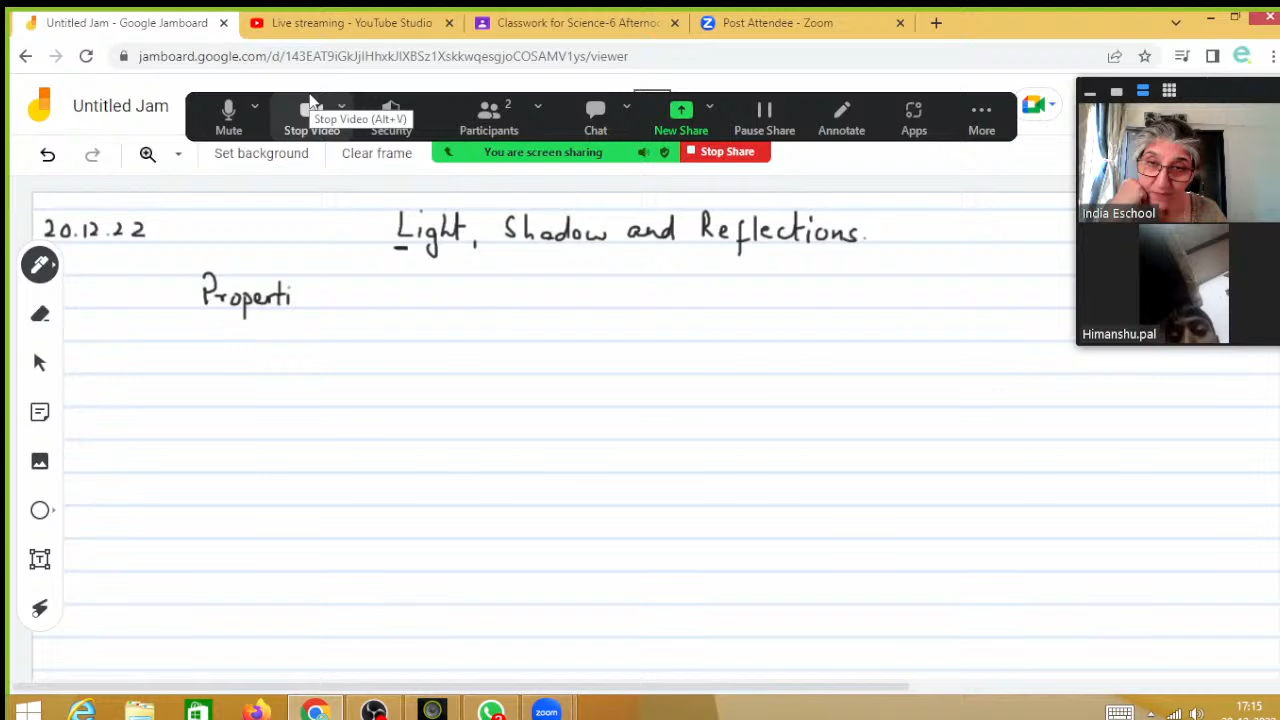 Untitled Jam - Google Jamboard
Live streaming - YouTube Studio
Classwork for Science-6 Afterno
Post Attendee - Zoom
jamboard.google.com/d/143EAT9iGkJjIHhxkJIXBSz1XskkwqesgjoCOSAMV1ys/viewer
Untitled Jam
Mute
Stop Video
Security
2
Participants
Chat
New Share
Pause Share
Annotate
Apps
More
Stop Video (Alt+V)
Set background
Clear frame
You are screen sharing
Stop Share
India Eschool
Himanshu.pal
20.12.22
Light, Shadow and Reflections.
Properti
17:15